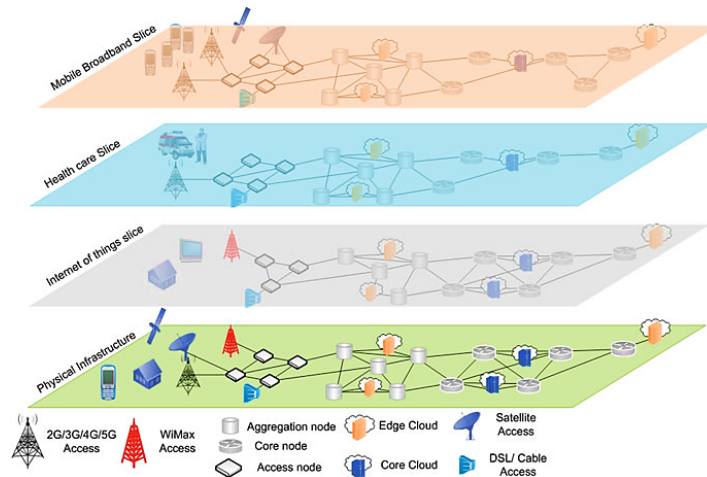 Mobile Broadband Slice
Health care Slice
Internet of things slice
Physical Infrastructure
2G/3G/4G/5G
Access
WiMax
Access
Aggregation node
Core node
Access node
Edge Cloud
Core Cloud
Satellite
Access
DSL/ Cable
Access